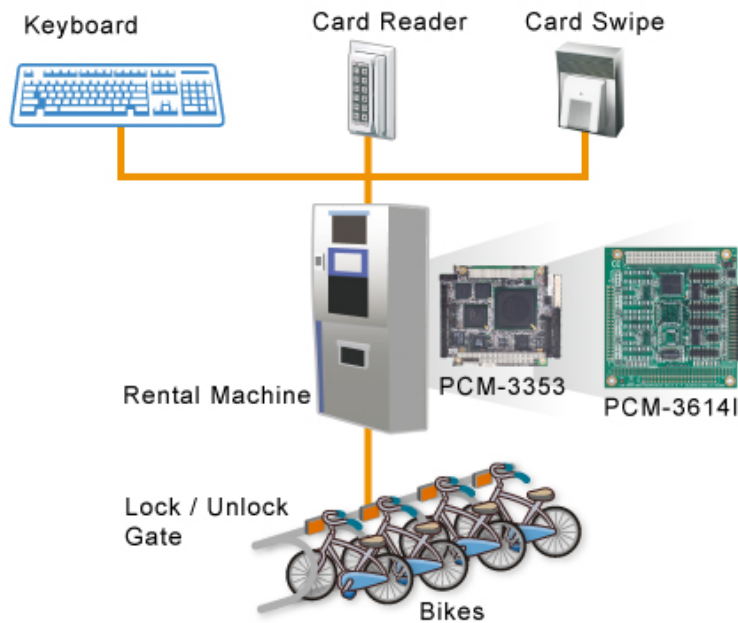 Keyboard
Card Reader
Card Swipe
Rental Machine
PCM-3353
PCM-3614I
Lock / Unlock
Gate
Bikes